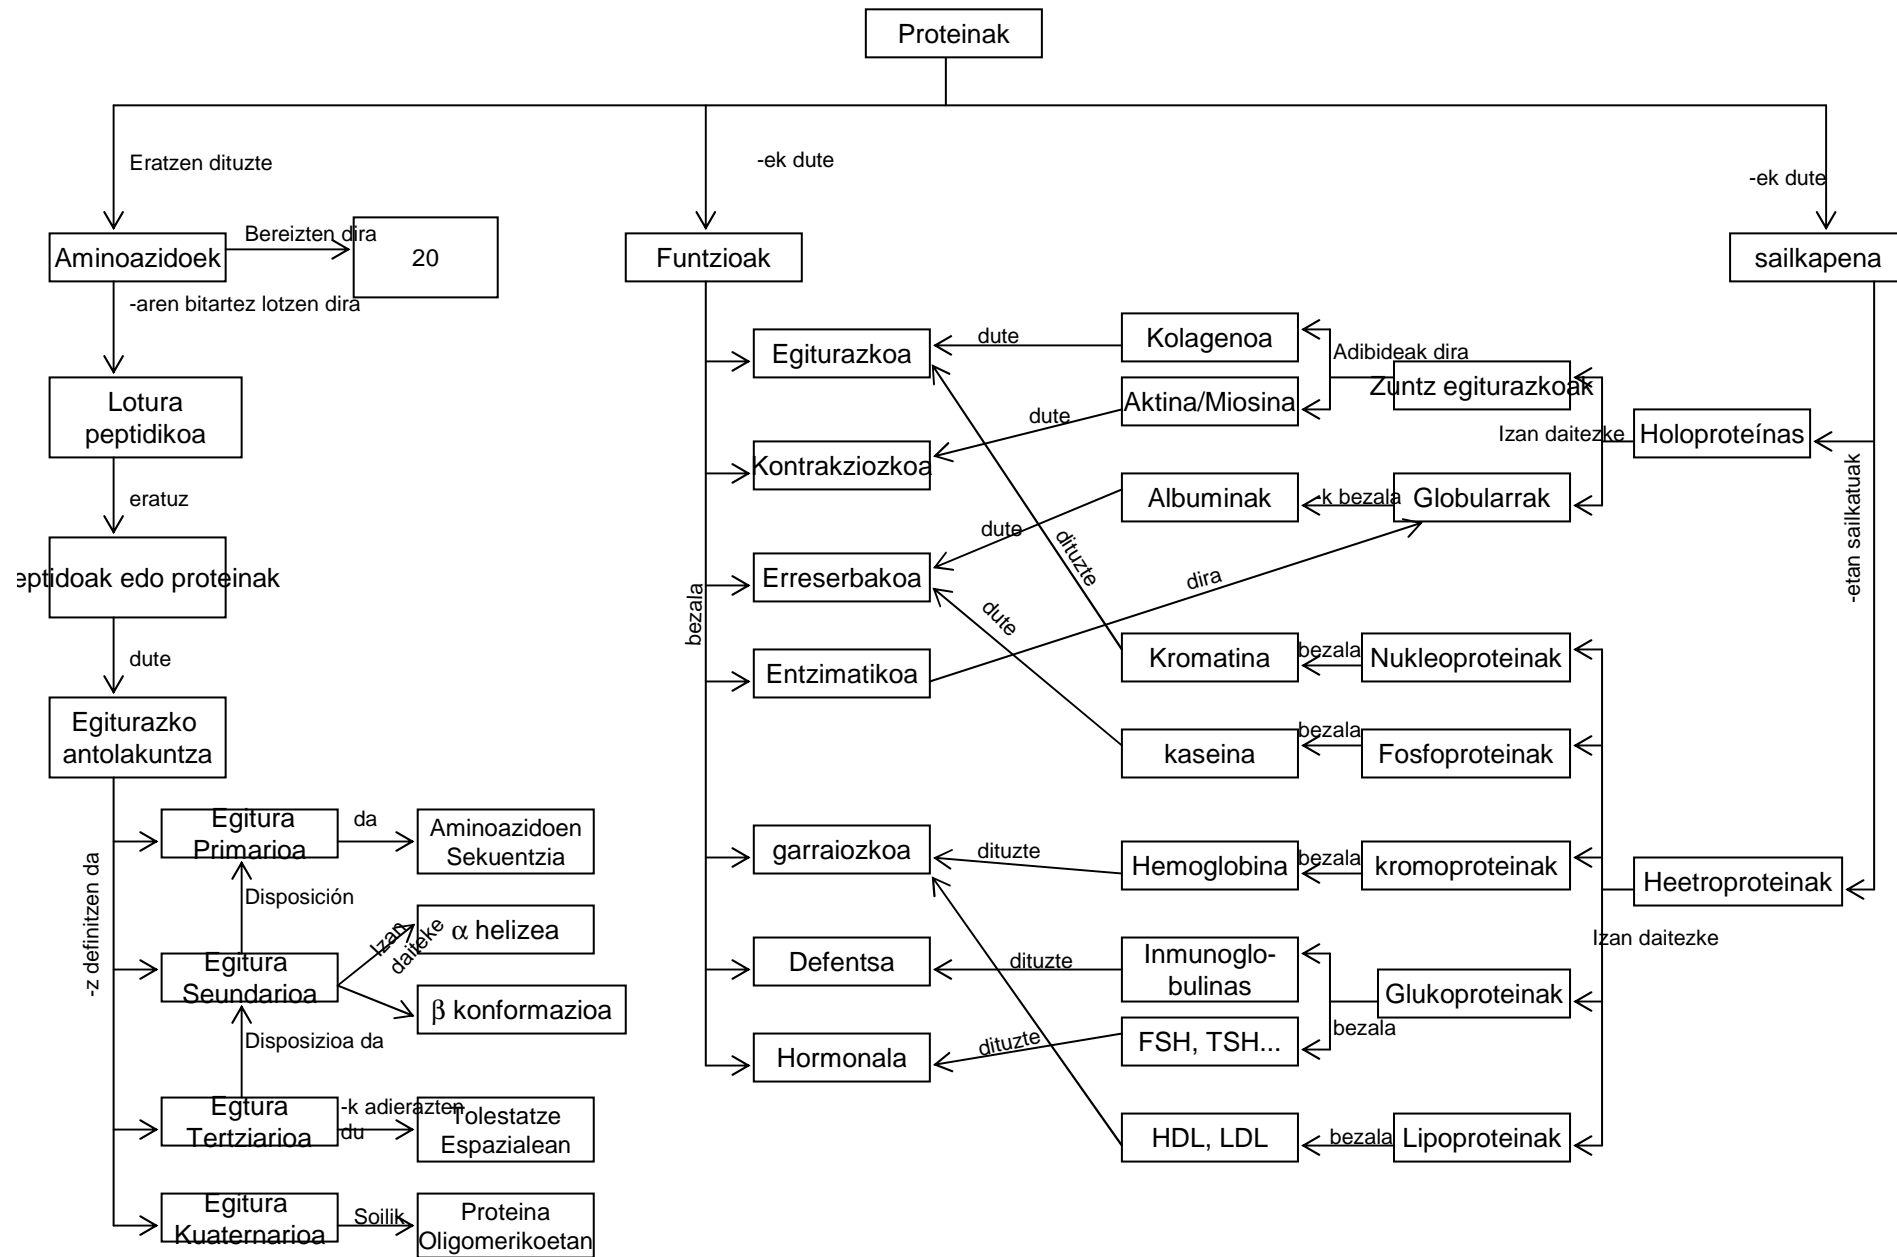 Proteinak
Eratzen dituzte
-ek dute
-ek dute
Aminoazidoek
Bereizten dira
20
Funtzioak
sailkapena
-aren bitartez lotzen dira
Lotura
peptidikoa
eratuz
eptidoak edo proteinak
dute
Egiturazko
antolakuntza
-z definitzen da
Egitura
Primarioa
da
Aminoazidoen
Sekuentzia
Disposición
Egitura
Seundarioa
Izan
daiteke
α helizea
β konformazioa
Disposizioa da
Egtura
Tertziarioa
-k adierazten
du
Tolestatze
Espazialean
Egitura
Kuaternarioa
Soilik
Proteina
Oligomerikoetan
bezala
Egiturazkoa
Kontrakziozkoa
Erreserbakoa
Entzimatikoa
garraiozkoa
Defentsa
Hormonala
dute
dute
dute
dituzte
dute
dira
dituzte
dituzte
dituzte
Kolagenoa
Aktina/Miosina
Albuminak
Kromatina
kaseina
Hemoglobina
Inmunoglo-
bulinas
FSH, TSH...
HDL, LDL
Adibideak dira
-k bezala
bezala
bezala
bezala
bezala
bezala
Zuntz egiturazkoak
Globularrak
Nukleoproteinak
Fosfoproteinak
kromoproteinak
Glukoproteinak
Lipoproteinak
Izan daitezke
Holoproteínas
-etan sailkatuak
Heetroproteinak
Izan daitezke